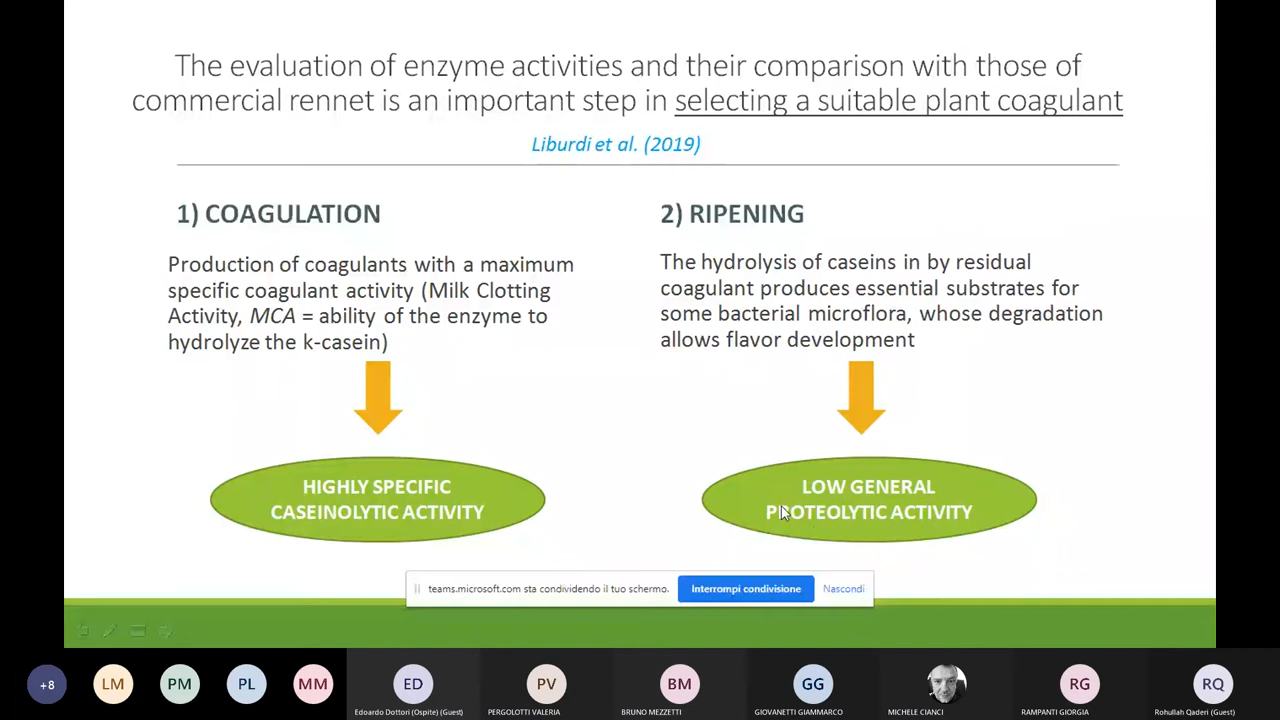 The evaluation of enzyme activities and their comparison with those of
commercial rennet is an important step in selecting a suitable plant coagulant
Liburdi et al. (2019)
1) COAGULATION
Production of coagulants with a maximum
specific coagulant activity (Milk Clotting
Activity, MCA = ability of the enzyme to
hydrolyze the k-casein)
HIGHLY SPECIFIC
CASEINOLYTIC ACTIVITY
2) RIPENING
The hydrolysis of caseins in by residual
coagulant produces essential substrates for
some bacterial microflora, whose degradation
allows flavor development
LOW GENERAL
PROTEOLYTIC ACTIVITY
teams.microsoft.com sta condividendo il tuo schermo.
Interrompi condivisione
Nascondi
+8
LM
PM
PL
MM
ED
Edoardo Dottori (Ospite) (Guest)
PV
PERGOLOTTI VALERIA
BM
BRUNO MEZZETTI
GG
GIOVANETTI GIAMMARCO
MICHELE CIANCI
RG
RAMPANTI GIORGIA
RQ
Rohullah Qaderi (Guest)